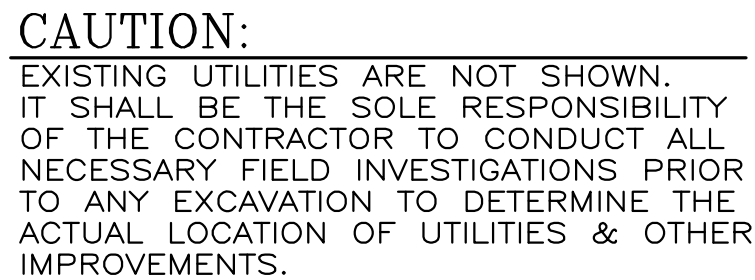 CAUTION:
EXISTING UTILITIES ARE NOT SHOWN.
IT SHALL BE THE SOLE RESPONSIBILITY
OF THE CONTRACTOR TO CONDUCT ALL
NECESSARY FIELD INVESTIGATIONS PRIOR
TO ANY EXCAVATION TO DETERMINE THE
ACTUAL LOCATION OF UTILITIES & OTHER
IMPROVEMENTS.